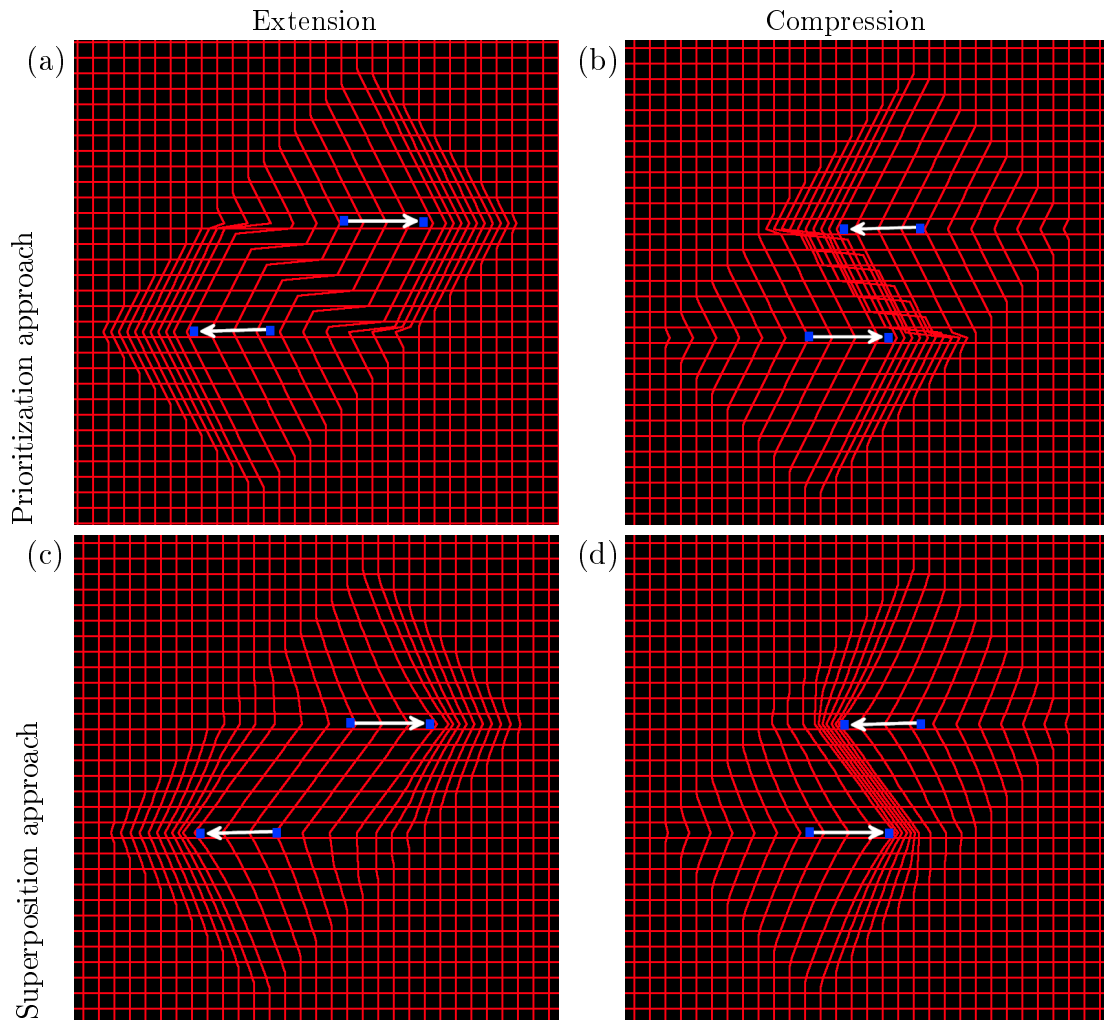 Extension
Compression
(a)
(b)
Prioritization approach
(c)
(d)
Superposition approach